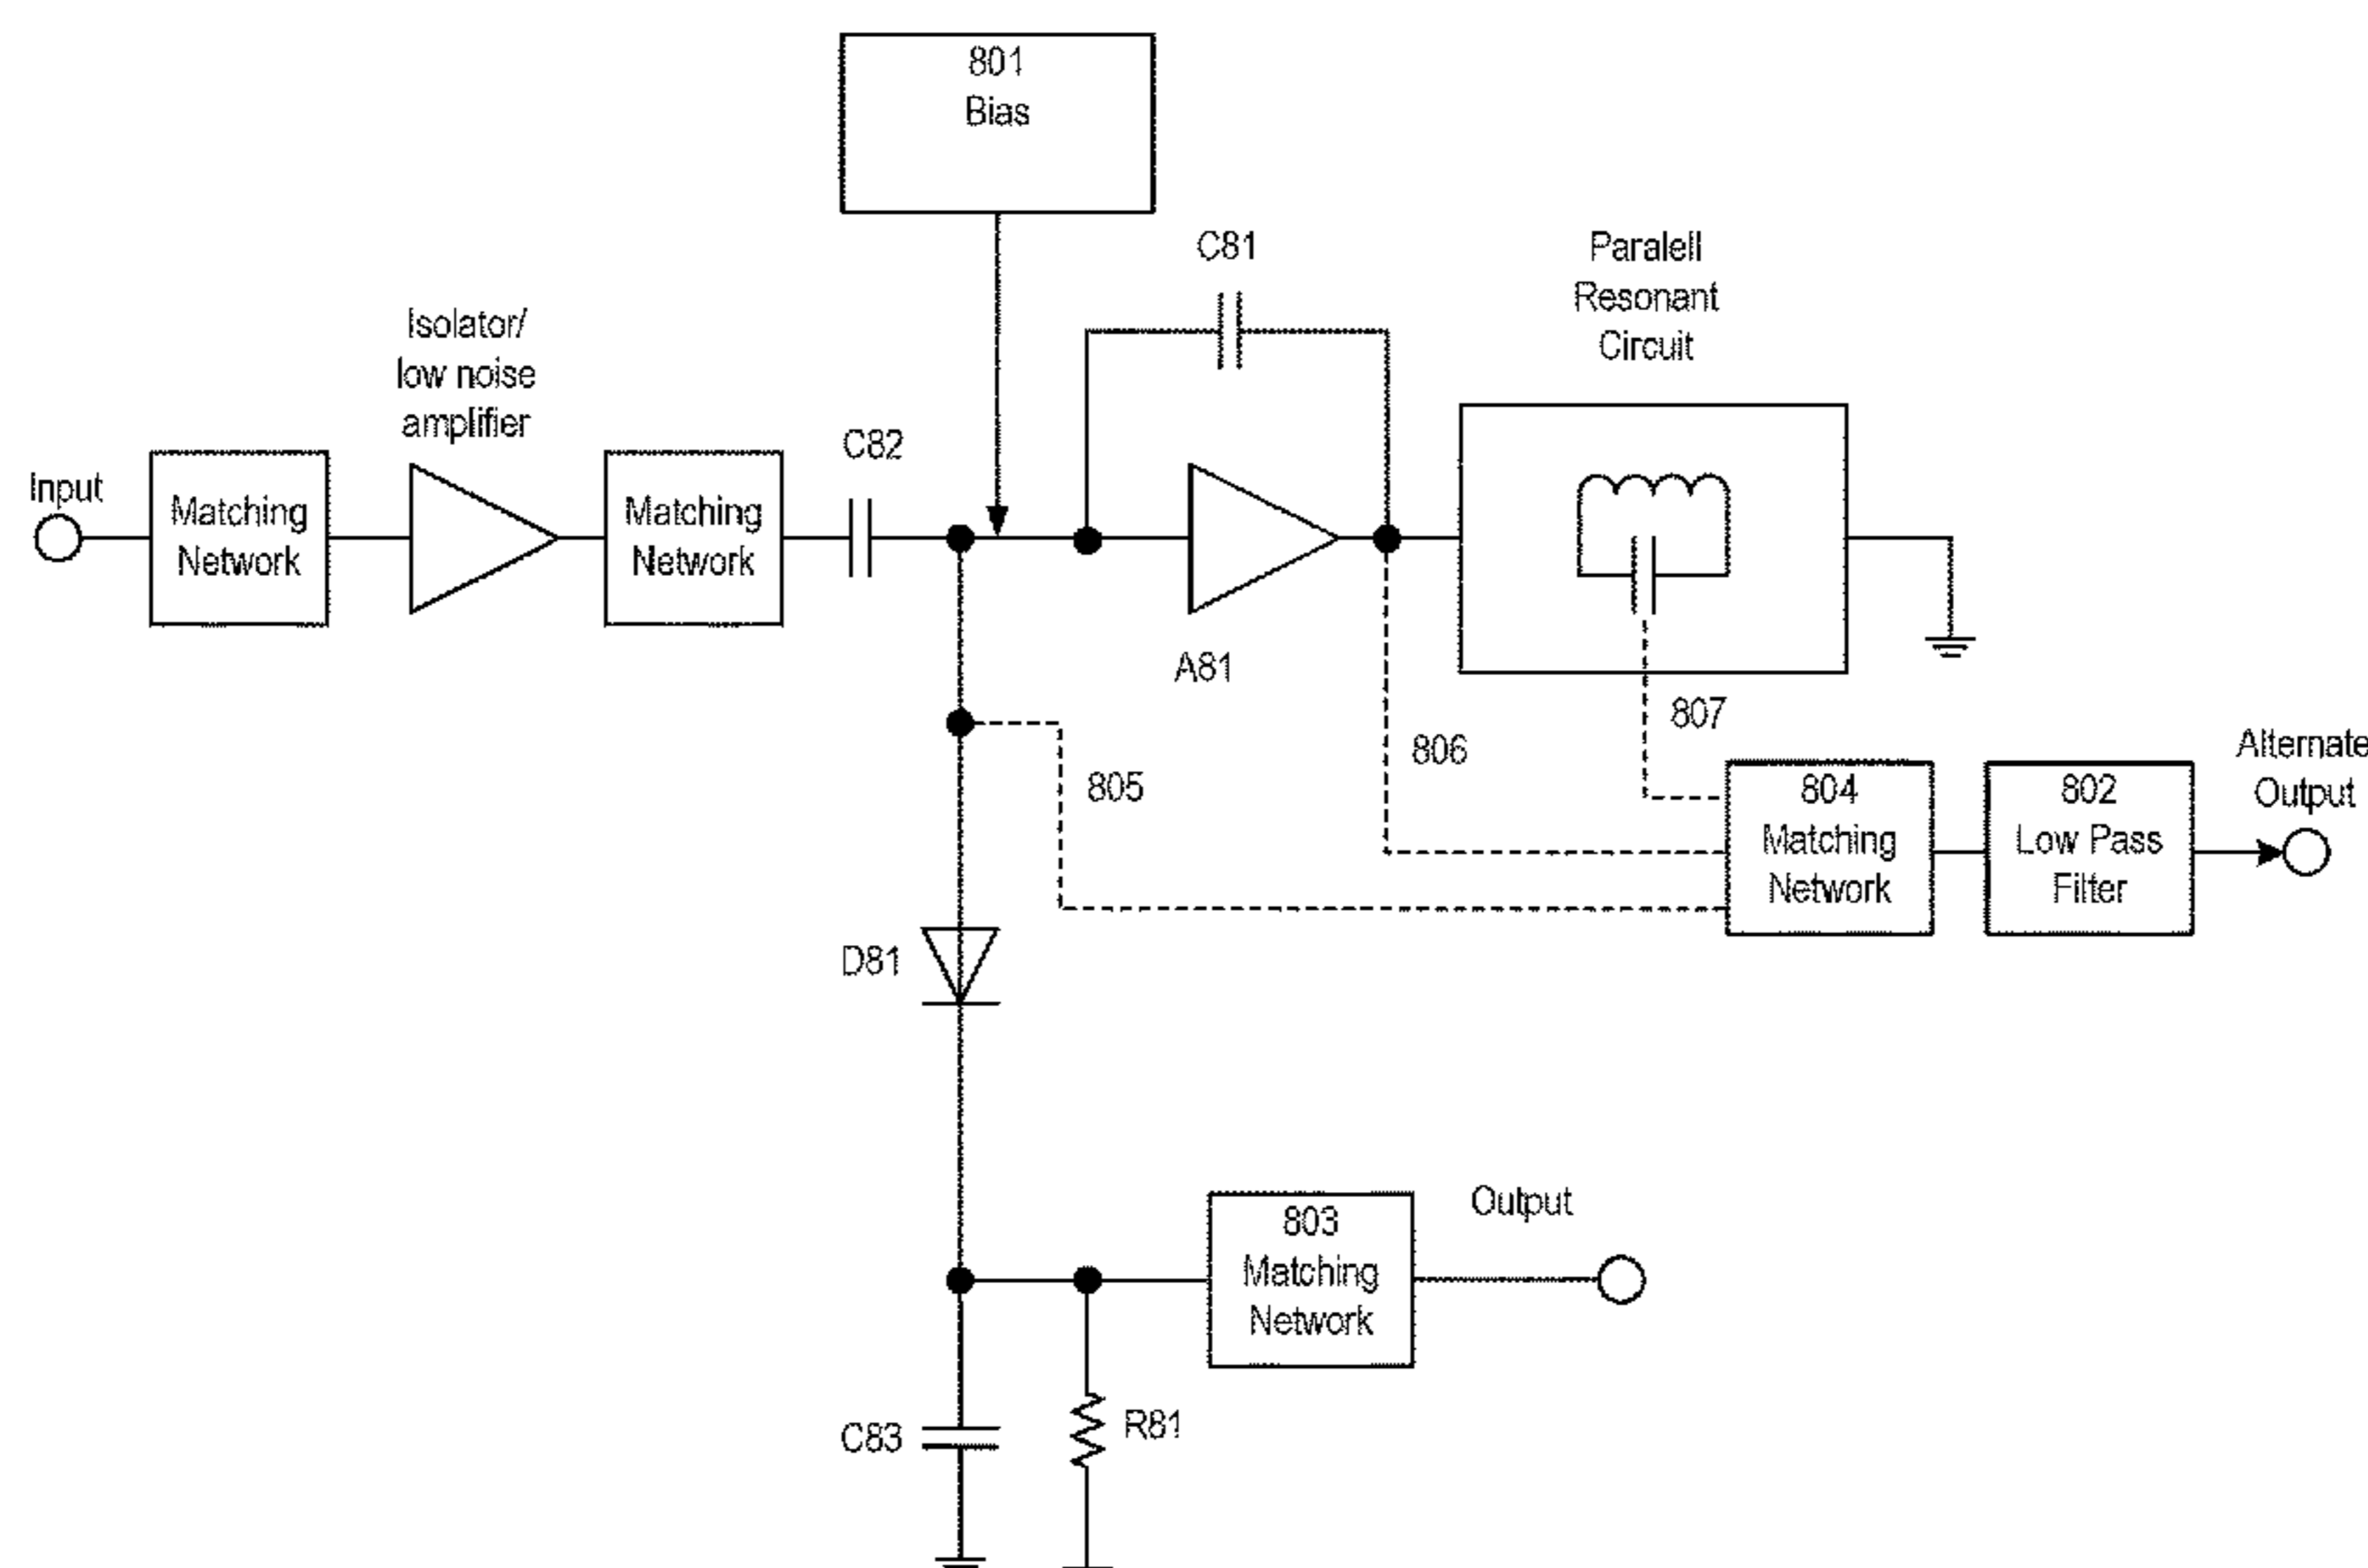 801
Bias
C81
Paralell
Resonant
Circuit
Isolator/
low noise
amplifier
C82
Input
Matching
Network
Matching
Network
A81
807
806
805
Alternate
Output
804
Matching
Network
802
Low Pass
Filter
D81
803
Matching
Network
Output
C83
R81